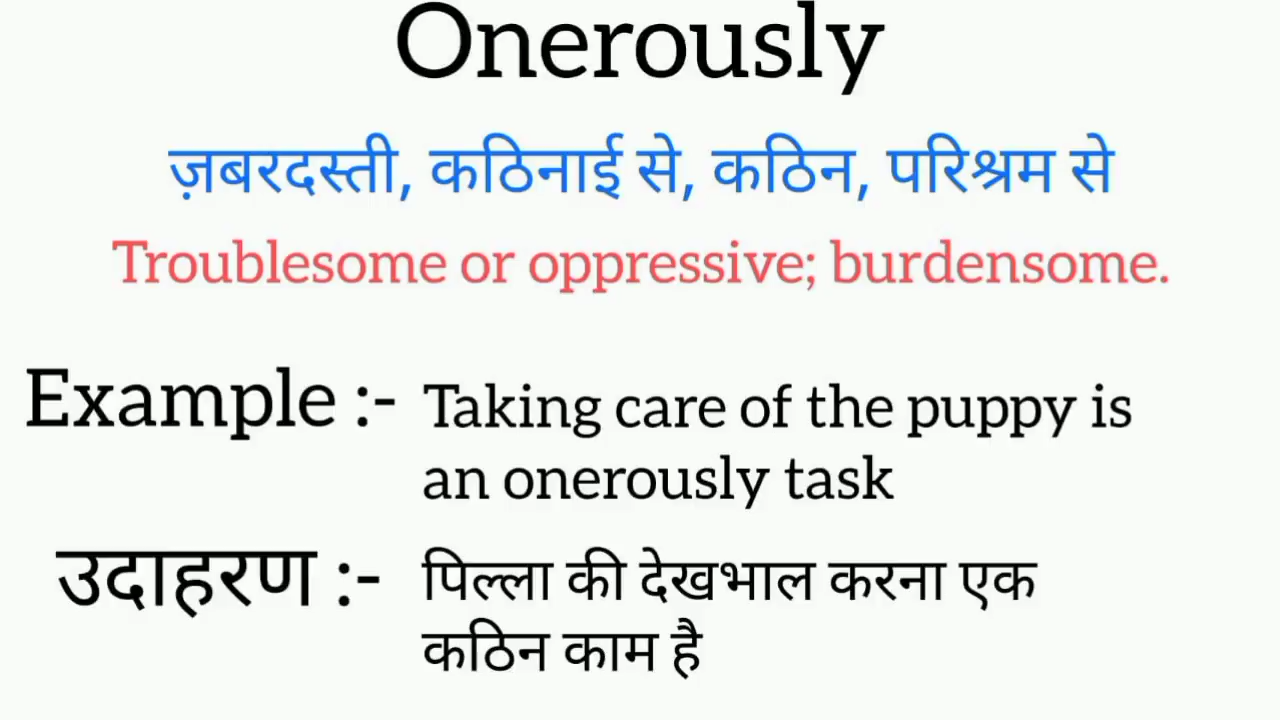 Onerously
ज़बरदस्ती, कठिनाई से, कठिन, परिश्रम से
Troublesome or oppressive; burdensome.
Example :- Taking care of the puppy is
an onerously task
उदाहरण :- पिल्ला की देखभाल करना एक
कठिन काम है